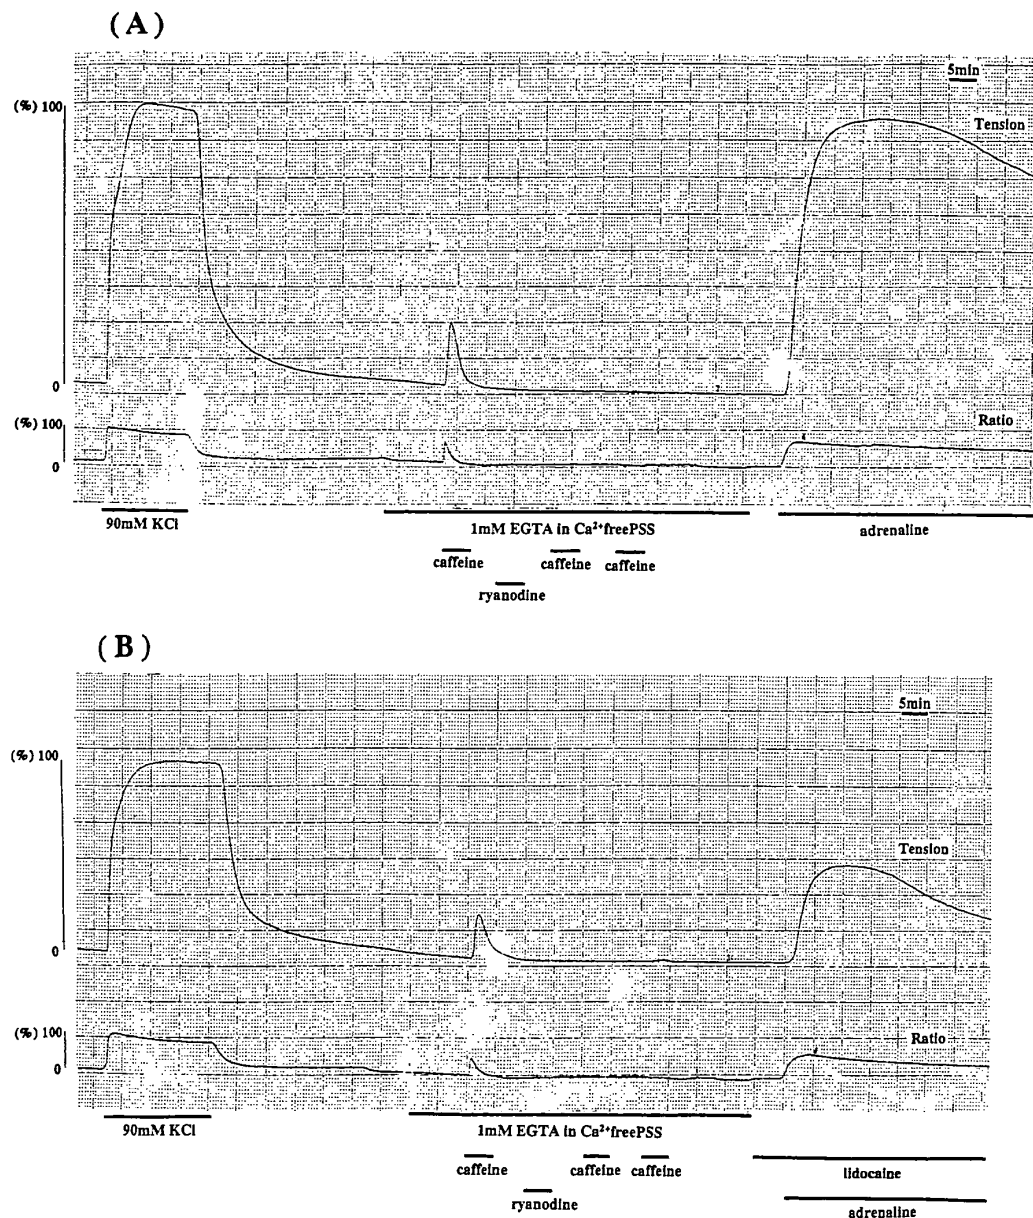 (A)
5min
(%) 100
Tension
0
Ratio
(%) 100
0
90mM KCl
1mM EGTA in Ca²⁺freePSS
adrenaline
caffeine
caffeine
caffeine
ryanodine
(B)
5min
(%) 100
Tension
0
(%) 100
Ratio
0
90mM KCl
1mM EGTA in Ca²⁺freePSS
caffeine
caffeine
caffeine
lidocaine
ryanodine
adrenaline